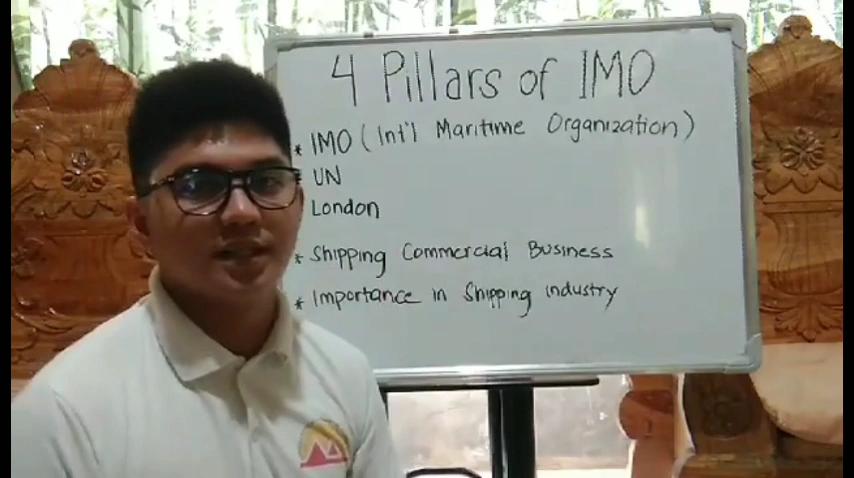 4 Pillars of IMO
* IMO (Int'l Maritime Organization)
* UN
London
* Shipping Commercial Business
* Importance in Shipping industry